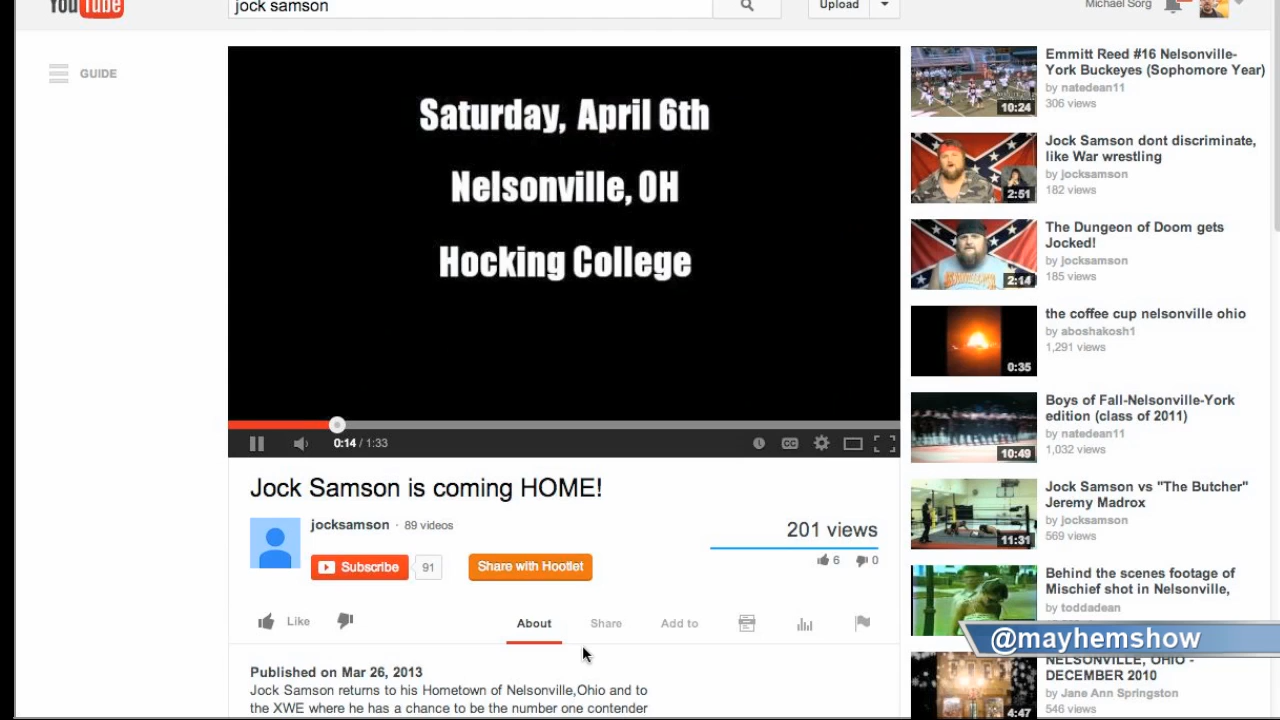 YouTube
jock samson
Upload
Michael Sorg
GUIDE
Saturday, April 6th
Nelsonville, OH
Hocking College
0:14 / 1:33
CC
Jock Samson is coming HOME!
jocksamson · 89 videos
Subscribe
91
Share with Hootlet
201 views
6
0
Like
About
Share
Add to
Published on Mar 26, 2013
Jock Samson returns to his Hometown of Nelsonville,Ohio and to
the XWE where he has a chance to be the number one contender
10:24
Emmitt Reed #16 Nelsonville-
York Buckeyes (Sophomore Year)
by natedean11
306 views
2:51
Jock Samson dont discriminate,
like War wrestling
by jocksamson
182 views
2:14
The Dungeon of Doom gets
Jocked!
by jocksamson
185 views
0:35
the coffee cup nelsonville ohio
by aboshakosh1
1,291 views
10:49
Boys of Fall-Nelsonville-York
edition (class of 2011)
by natedean11
1,032 views
11:31
Jock Samson vs "The Butcher"
Jeremy Madrox
by jocksamson
569 views
Behind the scenes footage of
Mischief shot in Nelsonville,
by toddadean
@mayhemshow
4:47
NELSONVILLE, OHIO -
DECEMBER 2010
by Jane Ann Springston
546 views